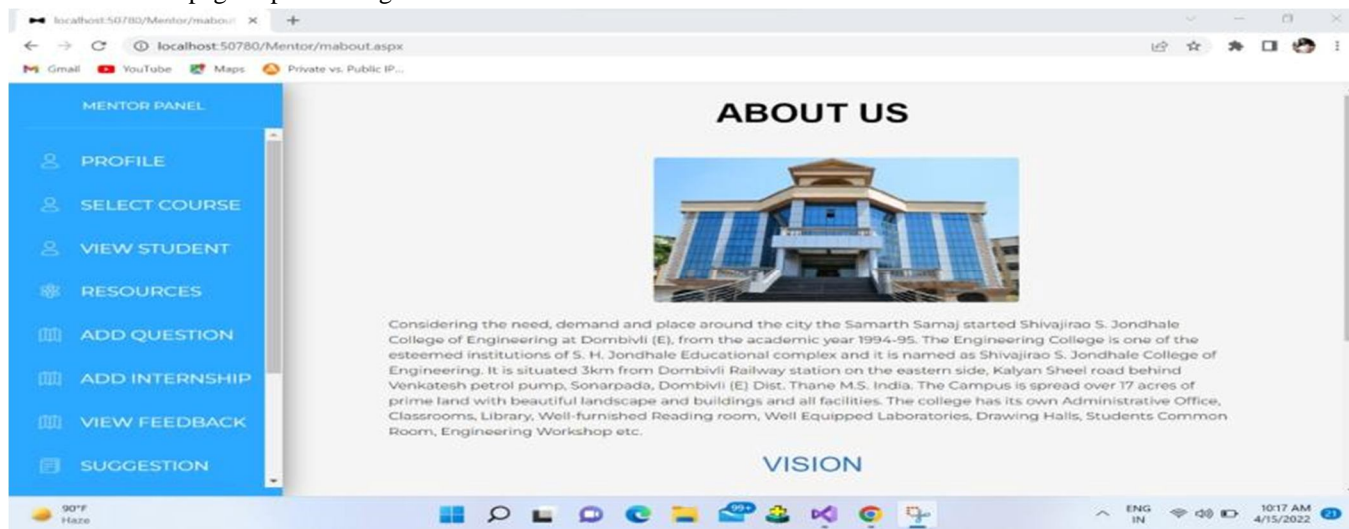 localhost:50780/Mentor/mabout
localhost:50780/Mentor/mabout.aspx
Gmail YouTube Maps Private vs. Public IP...
MENTOR PANEL
PROFILE
SELECT COURSE
VIEW STUDENT
RESOURCES
ADD QUESTION
ADD INTERNSHIP
VIEW FEEDBACK
SUGGESTION
ABOUT US
Considering the need, demand and place around the city the Samarth Samaj started Shivajirao S. Jondhale
College of Engineering at Dombivli (E), from the academic year 1994-95. The Engineering College is one of the
esteemed institutions of S. H. Jondhale Educational complex and it is named as Shivajirao S. Jondhale College of
Engineering. It is situated 3km from Dombivli Railway station on the eastern side, Kalyan Sheel road behind
Venkatesh petrol pump, Sonarpada, Dombivli (E) Dist. Thane M.S. India. The Campus is spread over 17 acres of
prime land with beautiful landscape and buildings and all facilities. The college has its own Administrative Office,
Classrooms, Library, Well-furnished Reading room, Well Equipped Laboratories, Drawing Halls, Students Common
Room, Engineering Workshop etc.
VISION
90°F
Haze
99+
ENG
IN
10:17 AM
4/15/2022
21